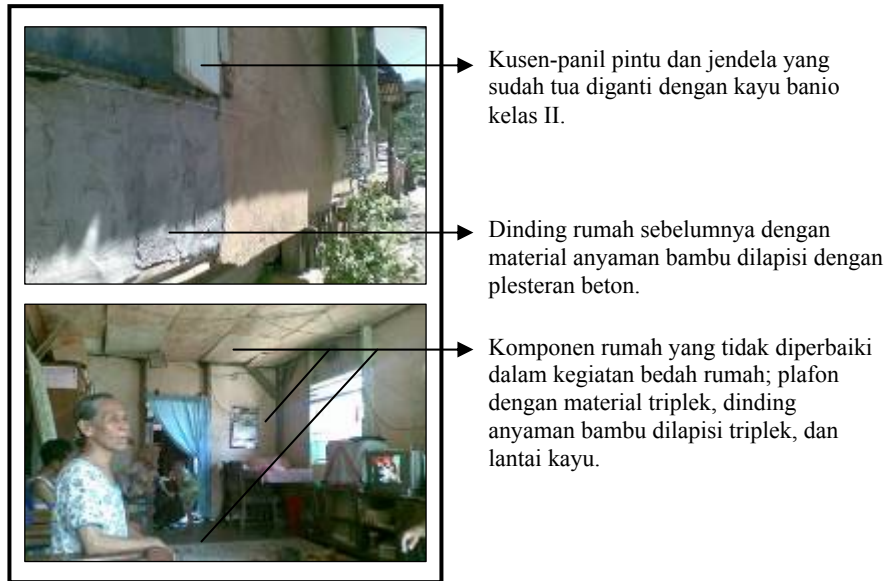 Kusen-panil pintu dan jendela yang
sudah tua diganti dengan kayu banio
kelas II.
Dinding rumah sebelumnya dengan
material anyaman bambu dilapisi dengan
plesteran beton.
Komponen rumah yang tidak diperbaiki
dalam kegiatan bedah rumah; plafon
dengan material triplek, dinding
anyaman bambu dilapisi triplek, dan
lantai kayu.